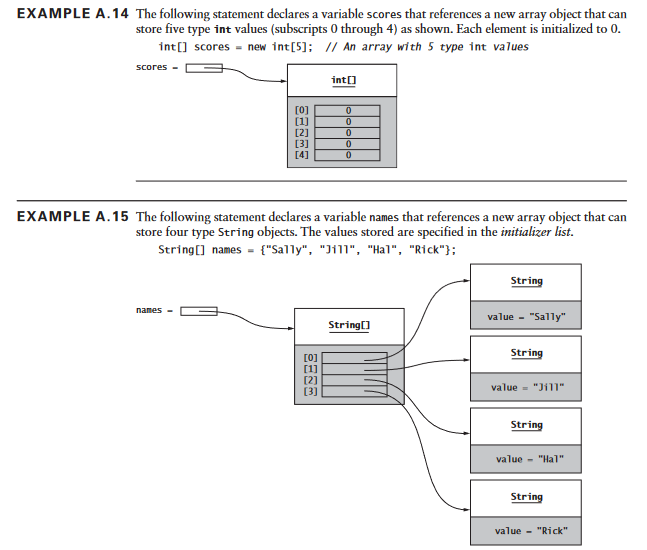 EXAMPLE A.14 The following statement declares a variable scores that references a new array object that can
store five type int values (subscripts 0 through 4) as shown. Each element is initialized to 0.
int[] scores = new int[5]; // An array with 5 type int values
scores =
int[]
[0] 0
[1] 0
[2] 0
[3] 0
[4] 0
EXAMPLE A.15 The following statement declares a variable names that references a new array object that can
store four type String objects. The values stored are specified in the initializer list.
String[] names = {"Sally", "Jill", "Hal", "Rick"};
names =
String[]
[0]
[1]
[2]
[3]
String
value = "Sally"
String
value = "Jill"
String
value = "Hal"
String
value = "Rick"